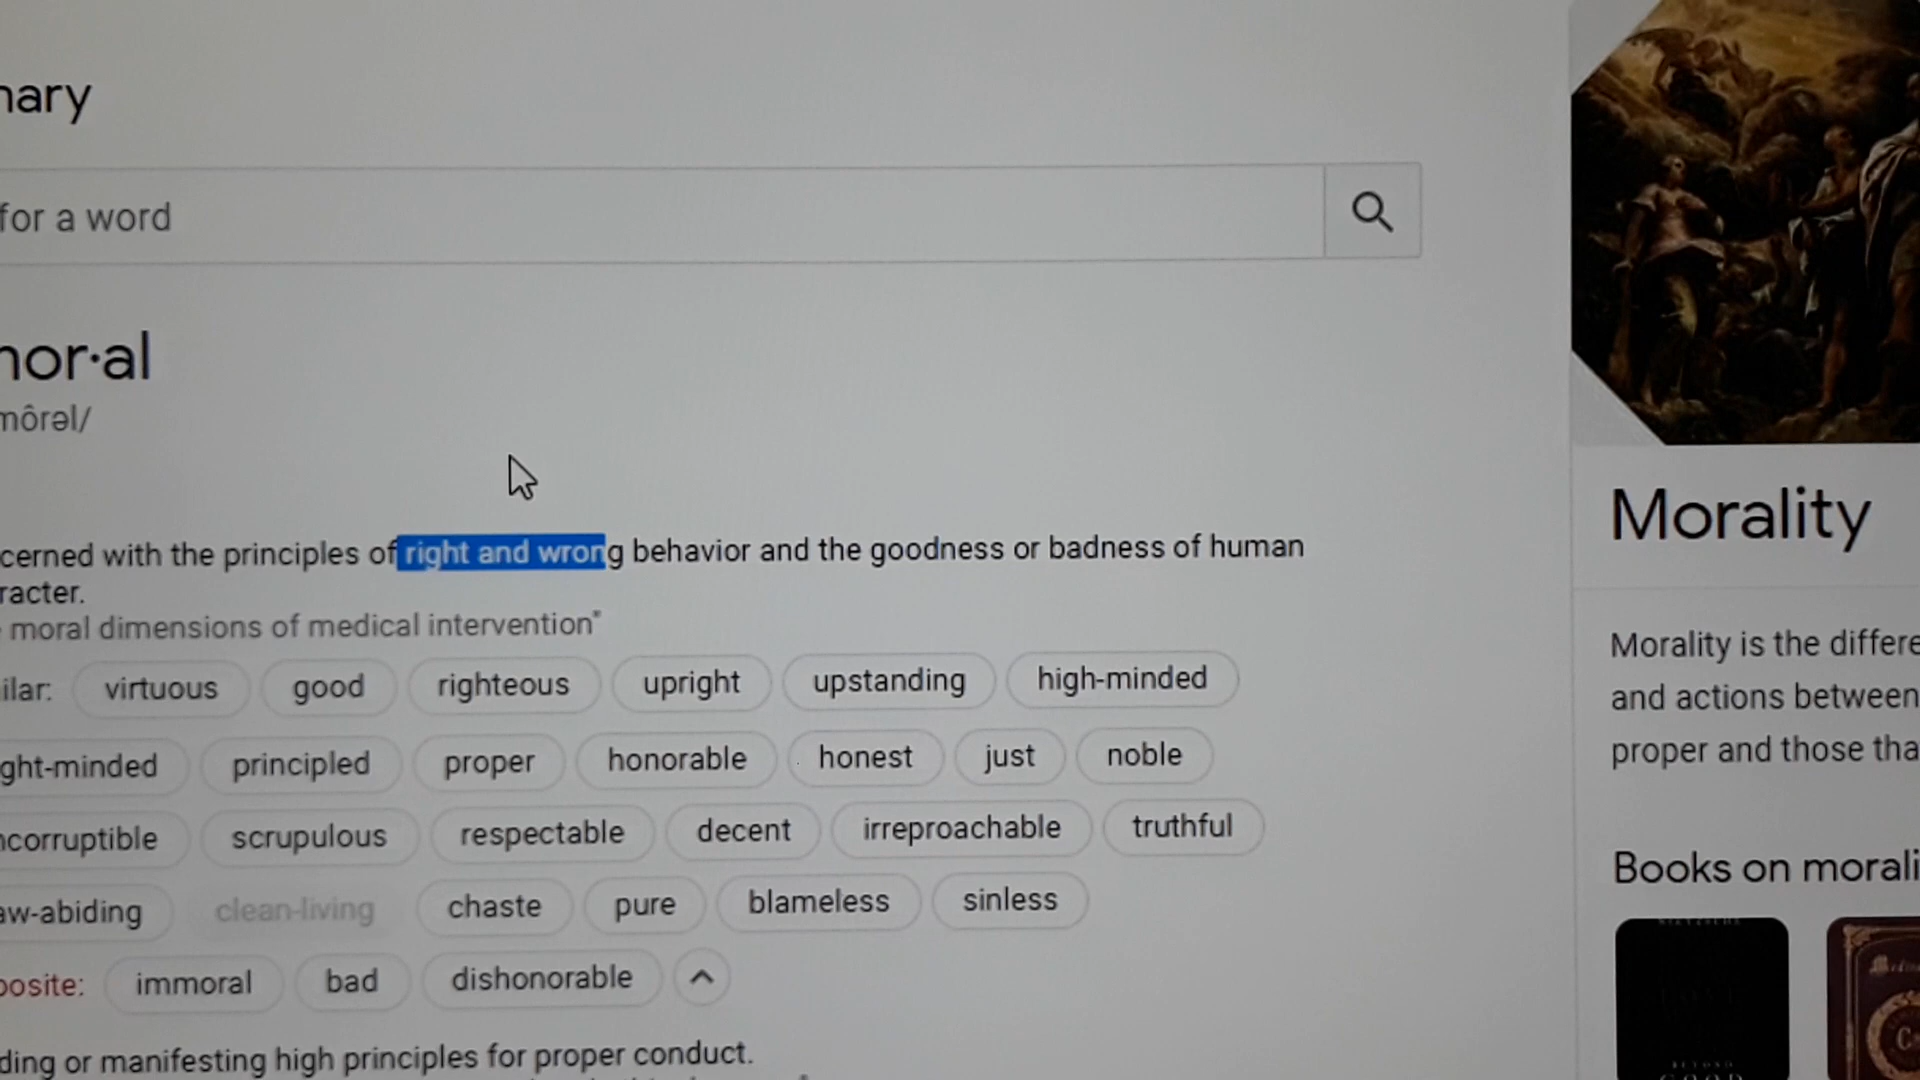 nary
for a word
mor·al
môrəl/
cerned with the principles of right and wrong behavior and the goodness or badness of human
racter.
moral dimensions of medical intervention"
ilar: virtuous good righteous upright upstanding high-minded
ght-minded principled proper honorable honest just noble
ncorruptible scrupulous respectable decent irreproachable truthful
aw-abiding clean-living chaste pure blameless sinless
posite: immoral bad dishonorable
ding or manifesting high principles for proper conduct.
Morality
Morality is the differe
and actions between
proper and those tha
Books on morali
BEYOND
GOOD